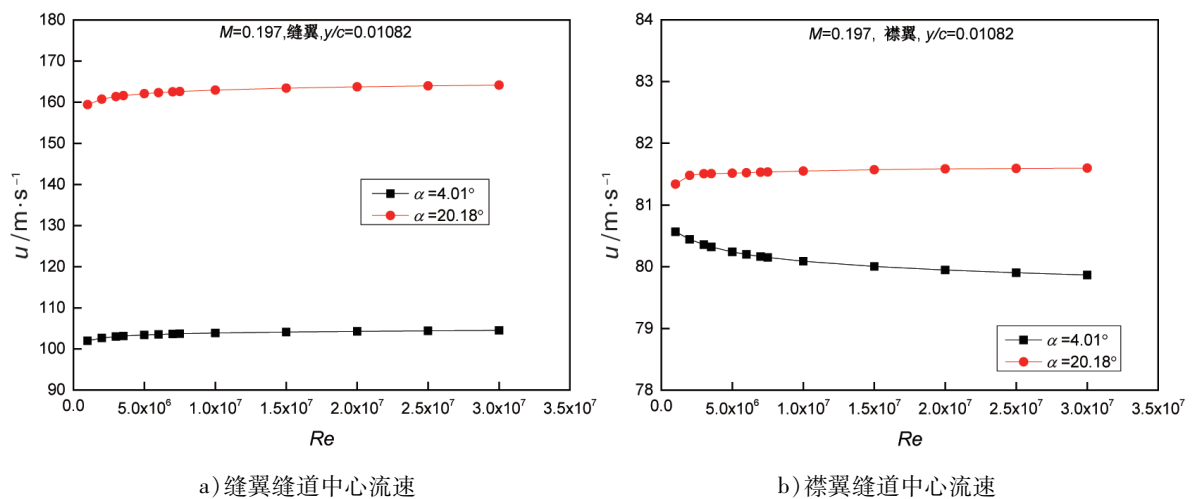 M=0.197,缝翼,y/c=0.01082
180
170
160
150
140
130
120
110
100
90
u/m·s⁻¹
α=4.01°
α=20.18°
0.0 5.0x10⁶ 1.0x10⁷ 1.5x10⁷ 2.0x10⁷ 2.5x10⁷ 3.0x10⁷ 3.5x10⁷
Re
a)缝翼缝道中心流速
M=0.197, 襟翼, y/c=0.01082
84
83
82
81
80
79
78
u/m·s⁻¹
α=4.01°
α=20.18°
0.0 5.0x10⁶ 1.0x10⁷ 1.5x10⁷ 2.0x10⁷ 2.5x10⁷ 3.0x10⁷ 3.5x10⁷
Re
b)襟翼缝道中心流速